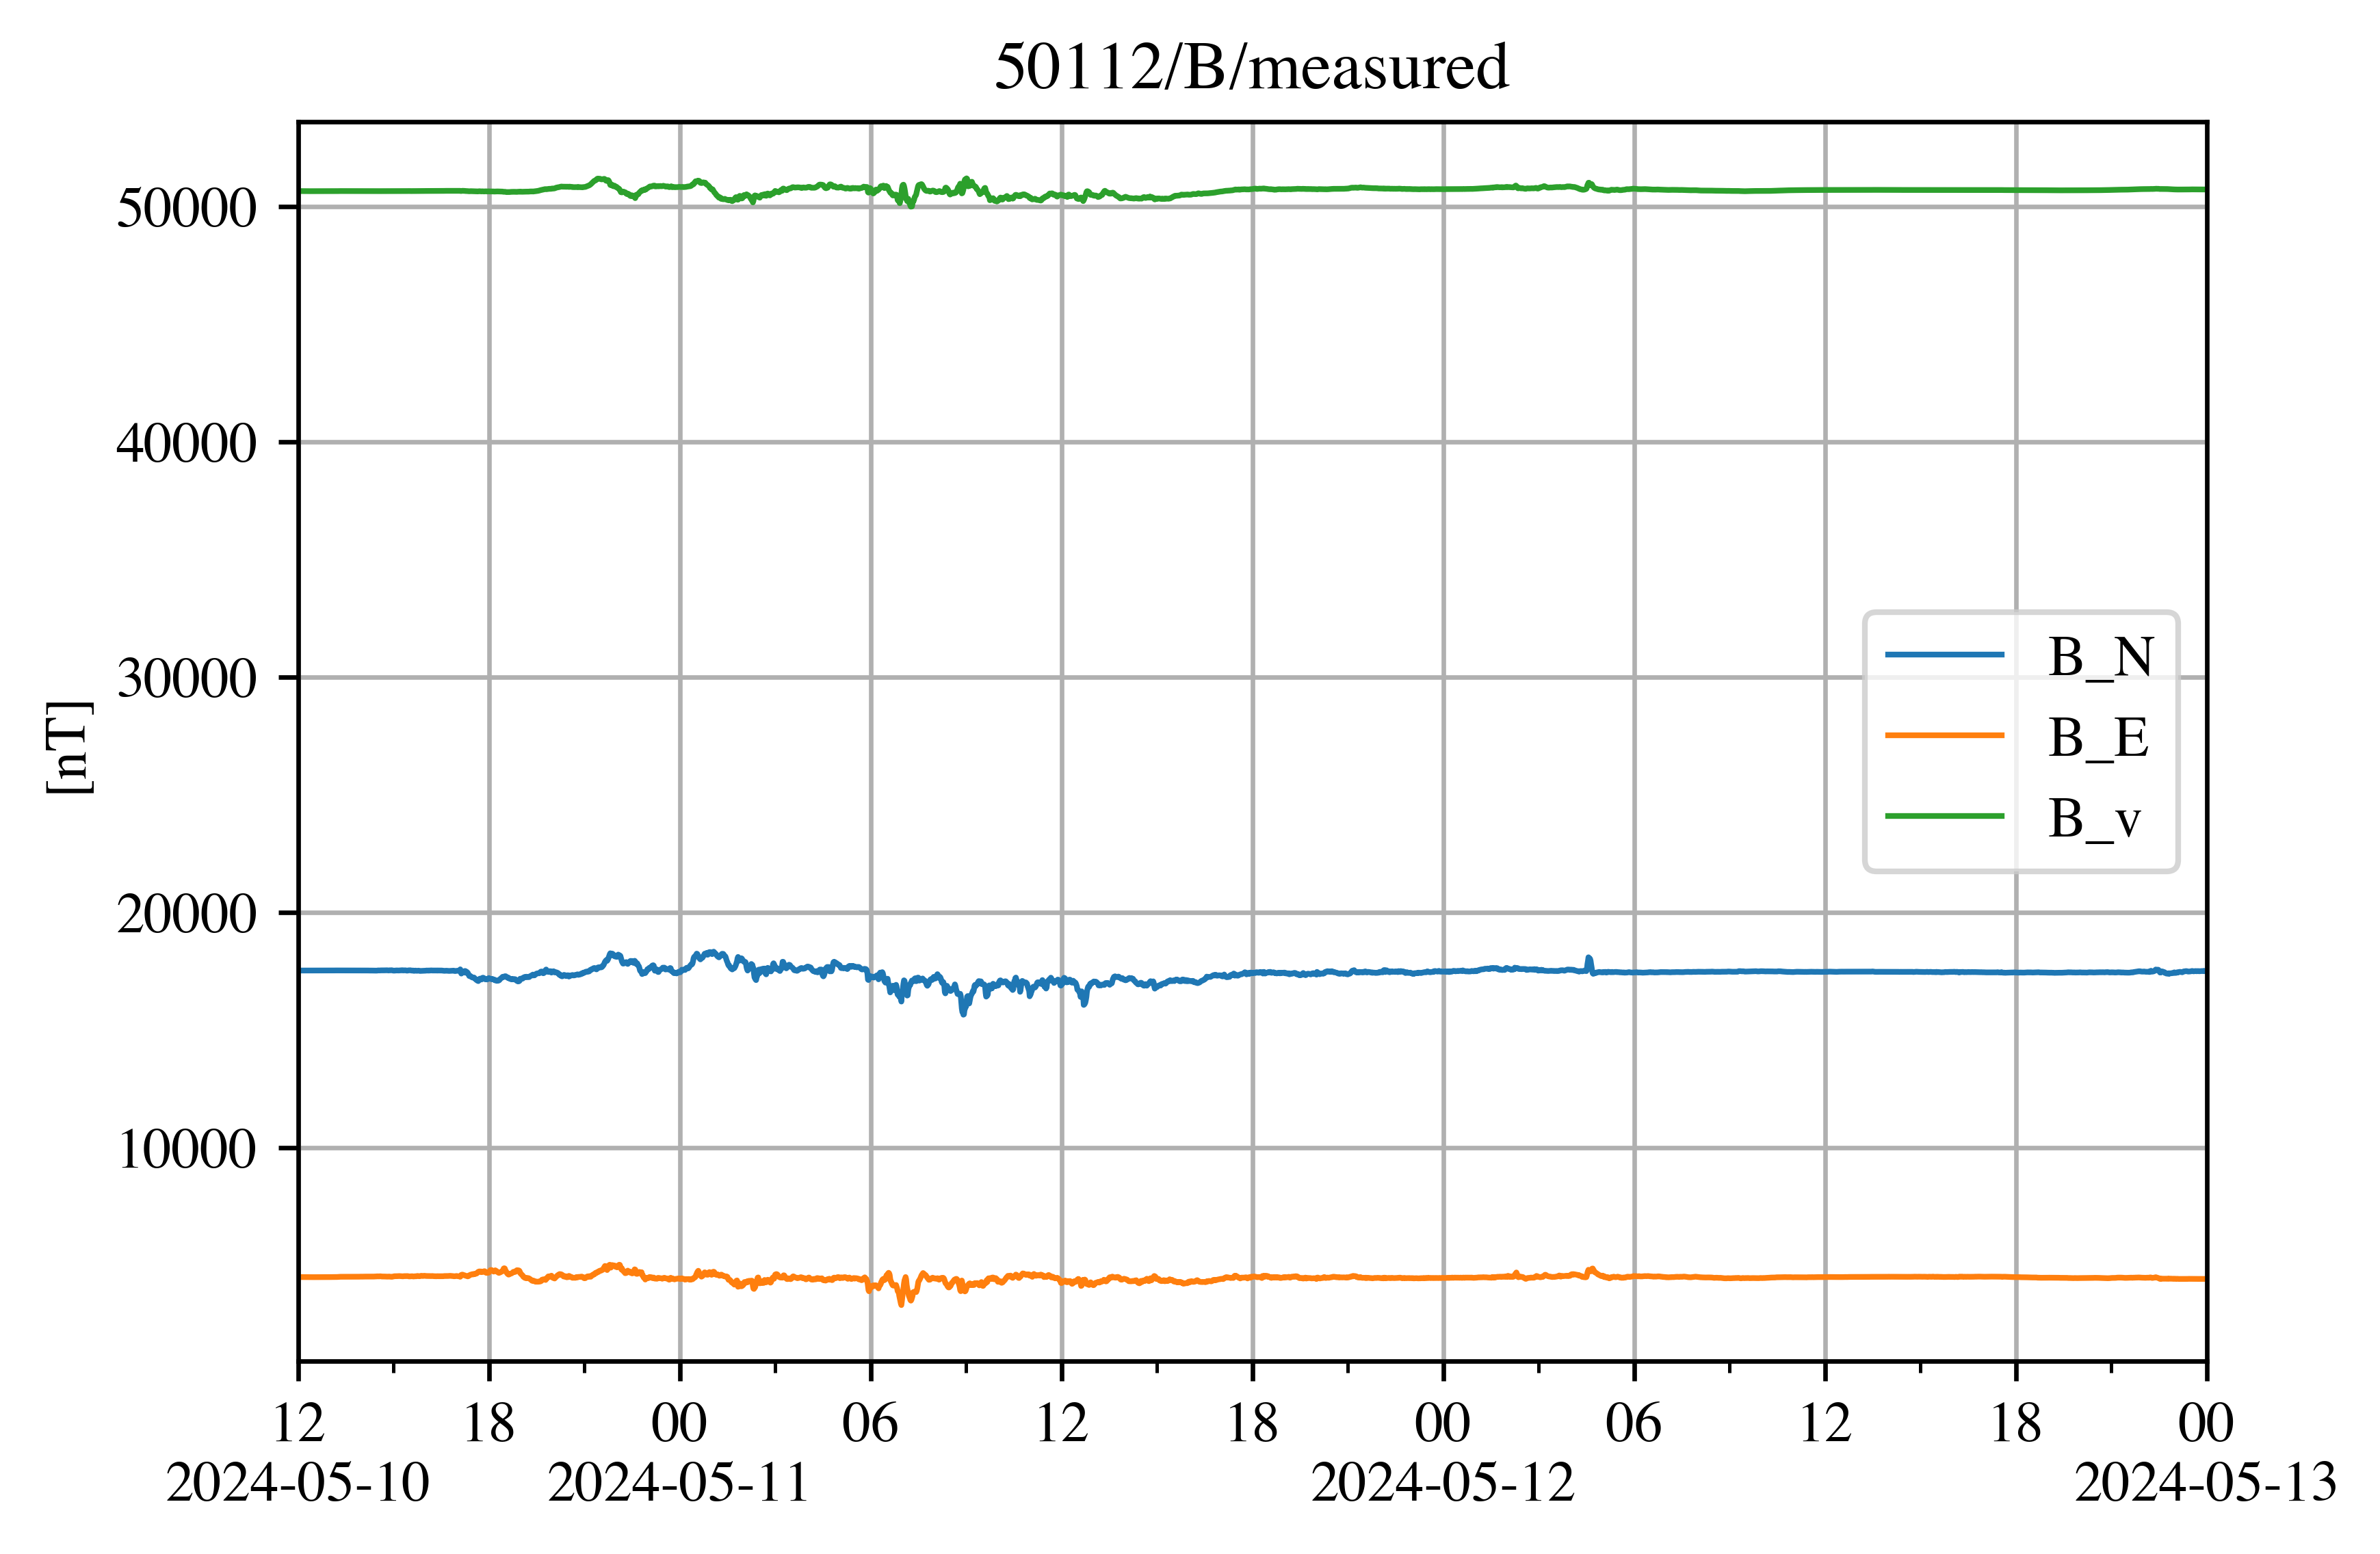 50112/B/measured
50000
40000
30000
20000
10000
[nT]
B_N
B_E
B_v
12 18 00 06 12 18 00 06 12 18 00
2024-05-10 2024-05-11 2024-05-12 2024-05-13